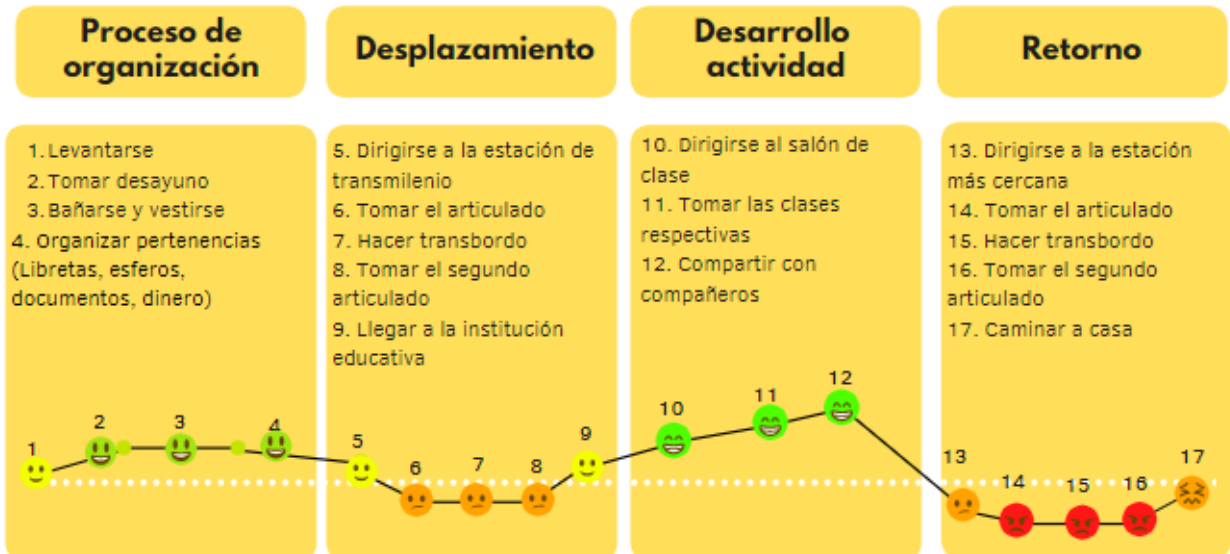 Proceso de
organización
Desplazamiento
Desarrollo
actividad
Retorno
1. Levantarse
2. Tomar desayuno
3. Bañarse y vestirse
4. Organizar pertenencias
(Libretas, esferos,
documentos, dinero)
5. Dirigirse a la estación de
transmilenio
6. Tomar el articulado
7. Hacer transbordo
8. Tomar el segundo
articulado
9. Llegar a la institución
educativa
10. Dirigirse al salón de
clase
11. Tomar las clases
respectivas
12. Compartir con
compañeros
13. Dirigirse a la estación
más cercana
14. Tomar el articulado
15. Hacer transbordo
16. Tomar el segundo
articulado
17. Caminar a casa
1
2
3
4
5
6
7
8
9
10
11
12
13
14
15
16
17